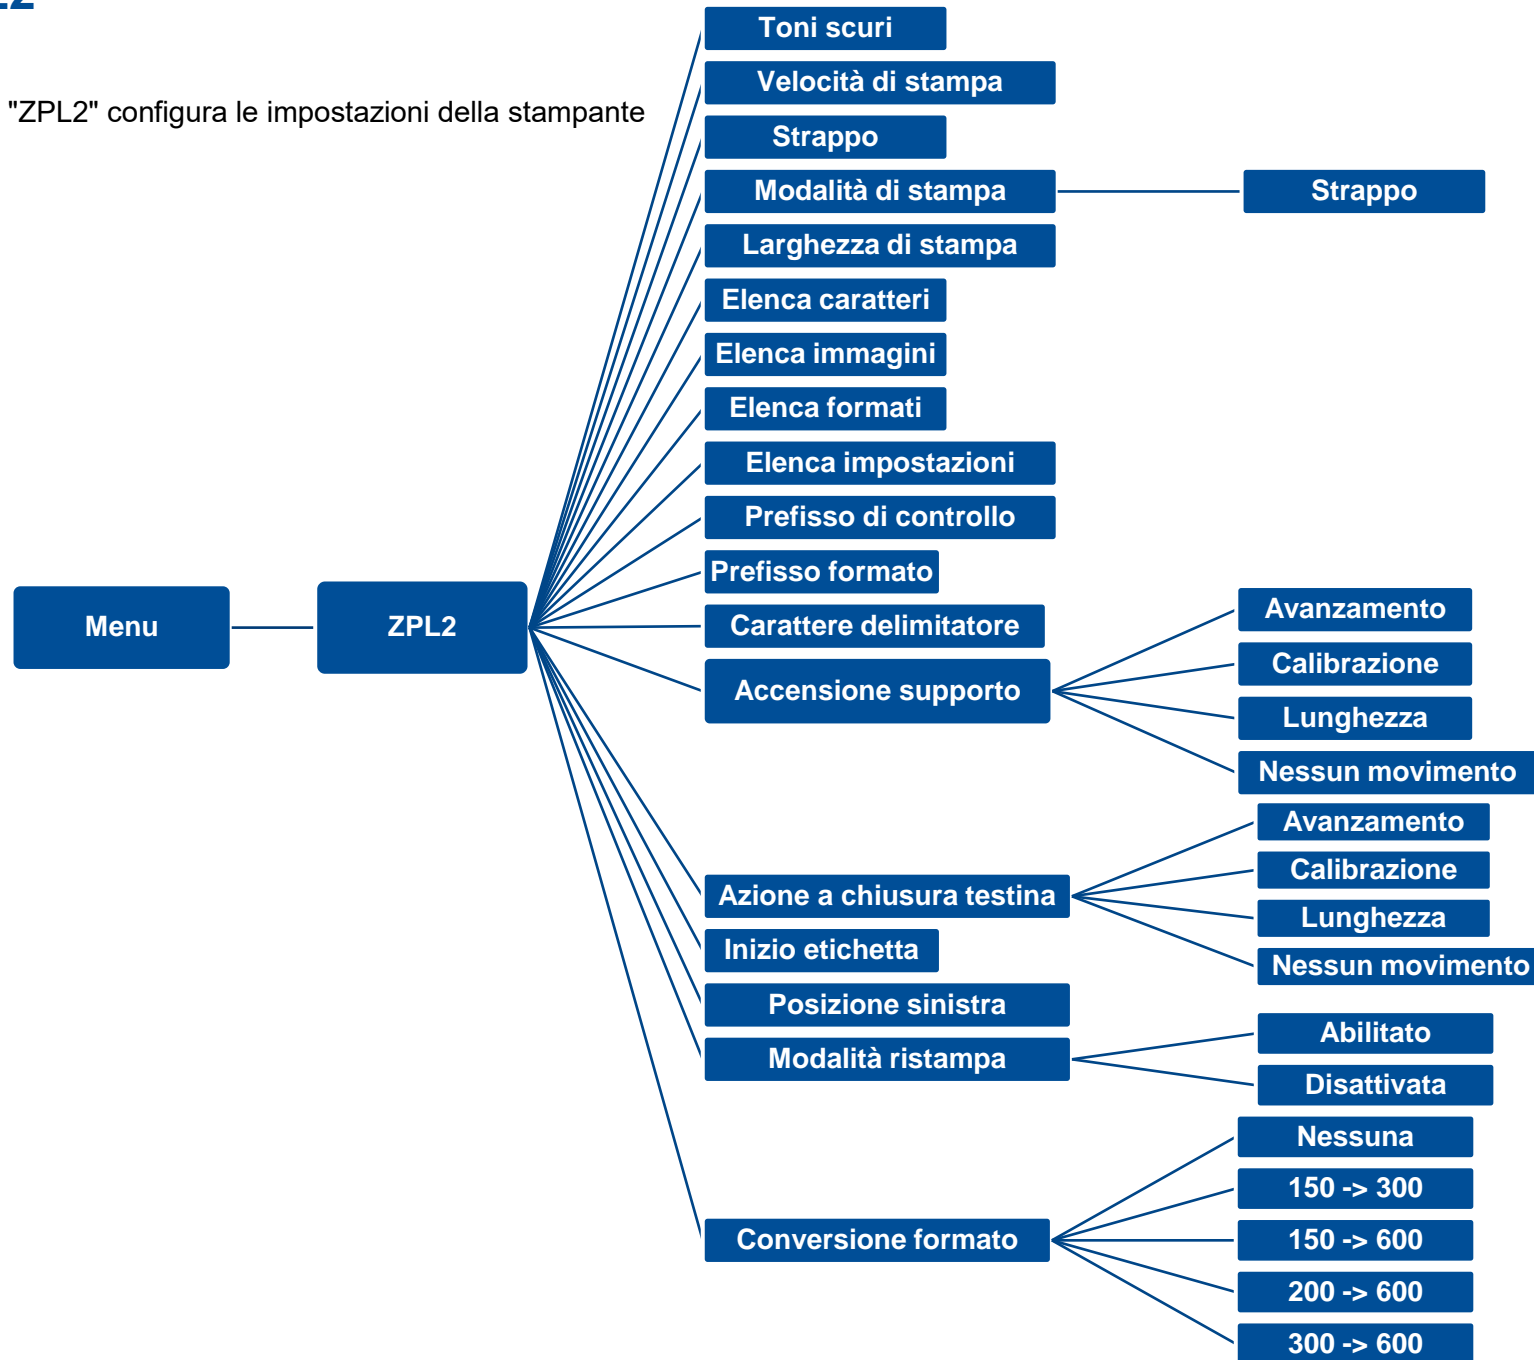 "ZPL2" configura le impostazioni della stampante
Toni scuri
Velocità di stampa
Strappo
Modalità di stampa
Strappo
Larghezza di stampa
Elenca caratteri
Elenca immagini
Elenca formati
Elenca impostazioni
Prefisso di controllo
Prefisso formato
Menu
ZPL2
Carattere delimitatore
Accensione supporto
Avanzamento
Calibrazione
Lunghezza
Nessun movimento
Azione a chiusura testina
Avanzamento
Calibrazione
Lunghezza
Nessun movimento
Inizio etichetta
Posizione sinistra
Modalità ristampa
Abilitato
Disattivata
Conversione formato
Nessuna
150 -> 300
150 -> 600
200 -> 600
300 -> 600